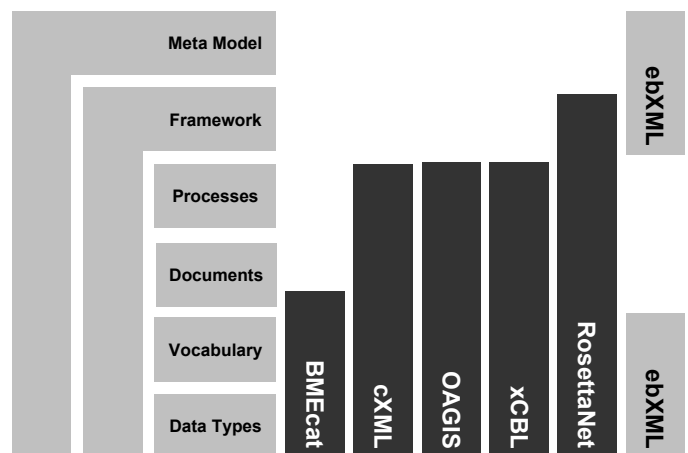 Meta Model
Framework
Processes
Documents
Vocabulary
Data Types
BMEcat
cXML
OAGIS
xCBL
RosettaNet
ebXML
ebXML